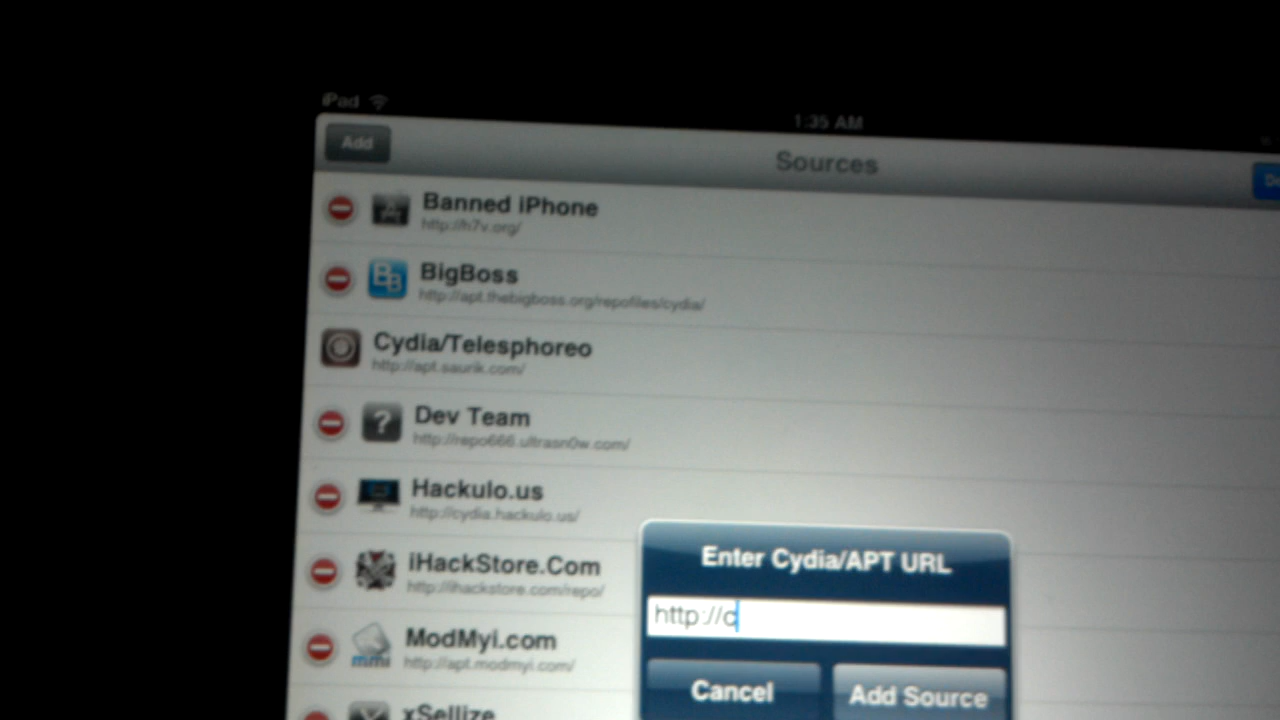 iPad
1:35 AM
Add
Sources
Banned iPhone
http://h7v.org/
BigBoss
http://apt.thebigboss.org/repofiles/cydia/
Cydia/Telesphoreo
http://apt.saurik.com/
?
Dev Team
http://repo666.ultrasn0w.com/
Hackulo.us
http://cydia.hackulo.us/
iHackStore.Com
http://ihackstore.com/repo/
mmi
ModMyi.com
http://apt.modmyi.com/
xSellize
Enter Cydia/APT URL
http://c
Cancel
Add Source